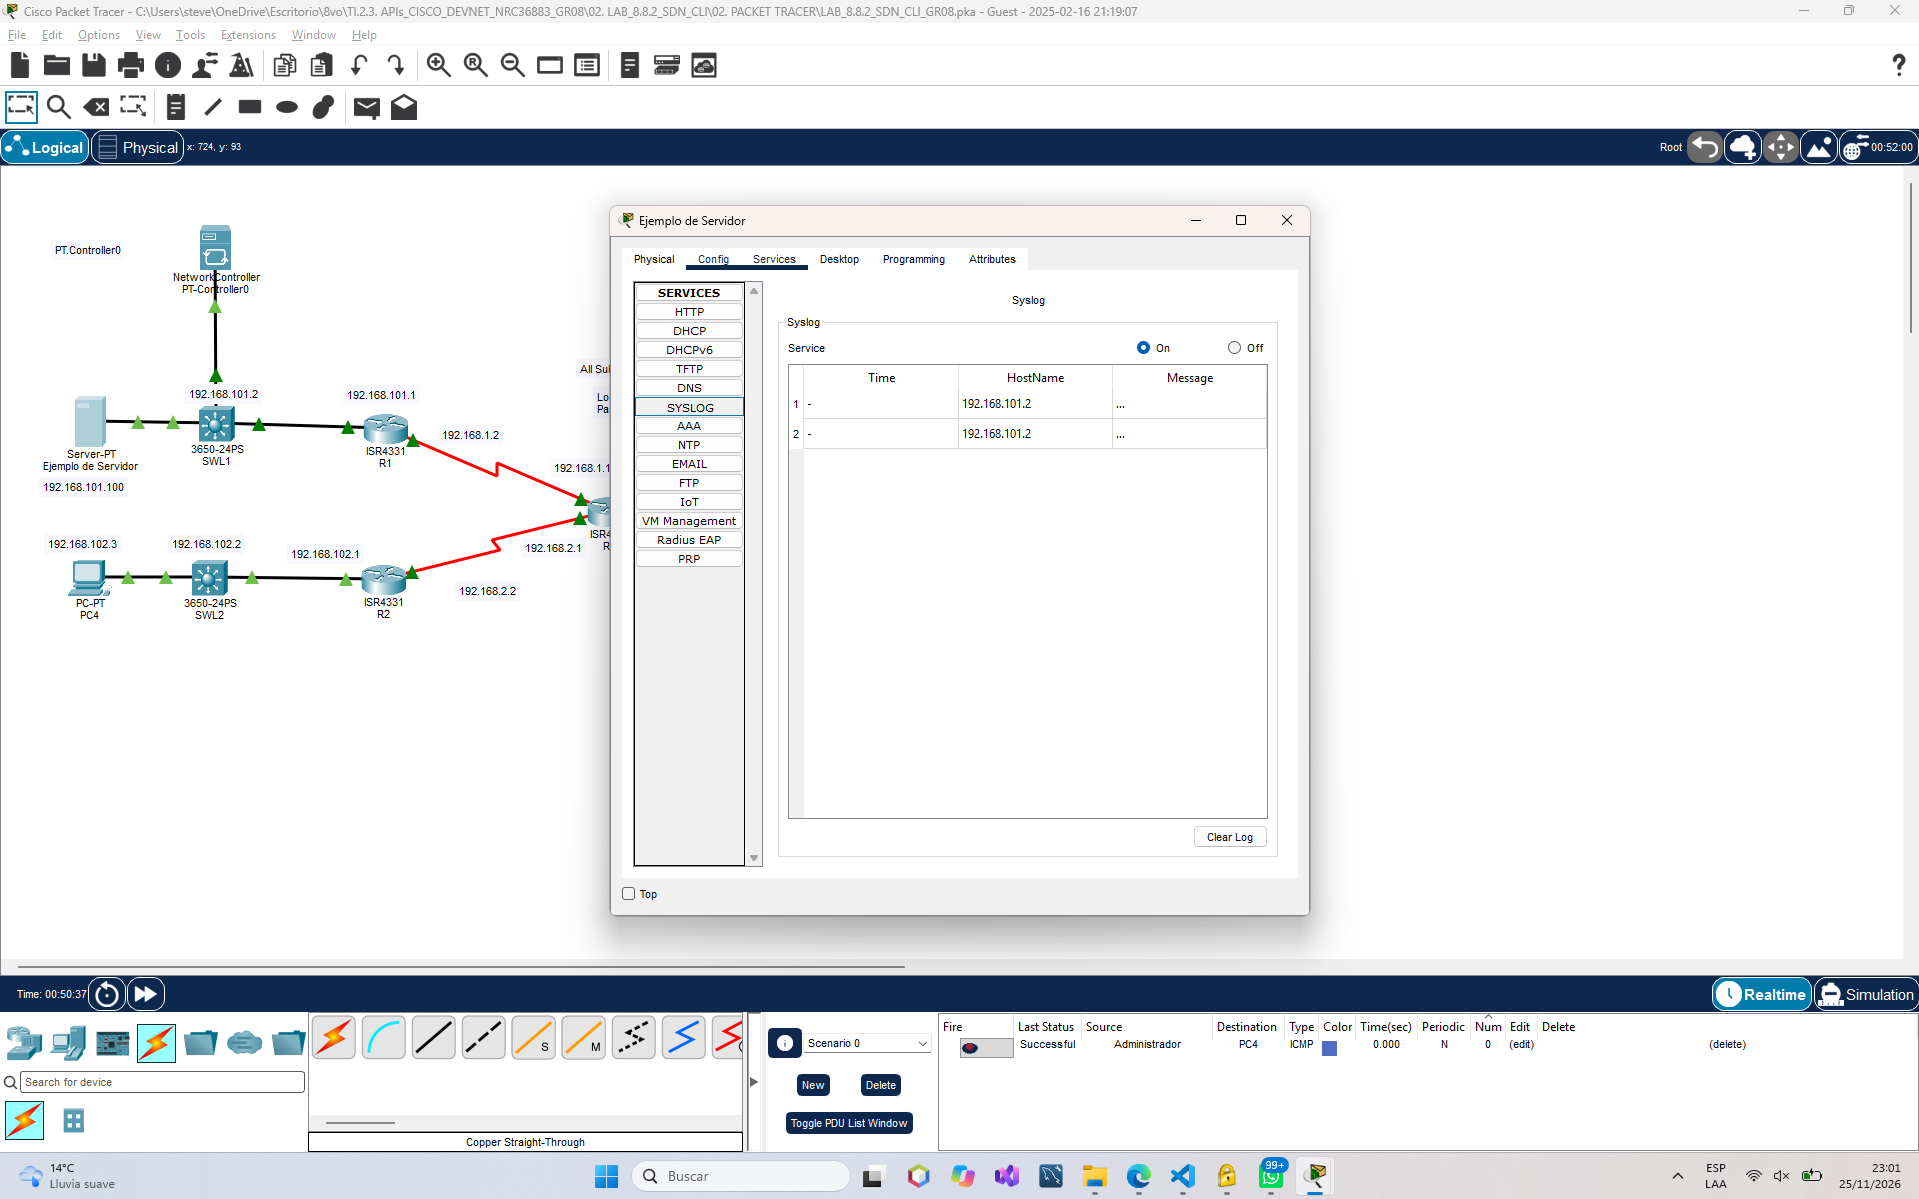 Cisco Packet Tracer - C:\Users\steve\OneDrive\Escritorio\8vo\TI.2.3. APIs_CISCO_DEVNET_NRC36883_GR08\02. LAB_8.8.2_SDN_CLI\02. PACKET TRACER\LAB_8.8.2_SDN_CLI_GR08.pka - Guest - 2025-02-16 21:19:07
File Edit Options View Tools Extensions Window Help
Logical Physical x: 724, y: 93 Root 00:52:00
PT.Controller0
NetworkController
PT-Controller0
192.168.101.2
192.168.101.1
192.168.1.2
192.168.1.1
Server-PT
Ejemplo de Servidor
192.168.101.100
3650-24PS
SWL1
ISR4331
R1
192.168.102.3
192.168.102.2
192.168.102.1
192.168.2.1
192.168.2.2
PC-PT
PC4
3650-24PS
SWL2
ISR4331
R2
All Sul
Lo
Pa
ISR4
R
Ejemplo de Servidor
Physical Config Services Desktop Programming Attributes
SERVICES
HTTP
DHCP
DHCPv6
TFTP
DNS
SYSLOG
AAA
NTP
EMAIL
FTP
IoT
VM Management
Radius EAP
PRP
Syslog
Syslog
Service On Off
Time HostName Message
1 - 192.168.101.2 ...
2 - 192.168.101.2 ...
Clear Log
Top
Time: 00:50:37 Realtime Simulation
S M
Search for device
Copper Straight-Through
Scenario 0
New Delete
Toggle PDU List Window
Fire Last Status Source Destination Type Color Time(sec) Periodic Num Edit Delete
Successful Administrador PC4 ICMP 0.000 N 0 (edit) (delete)
14°C
Lluvia suave
Buscar
99+
ESP
LAA
23:01
25/11/2026